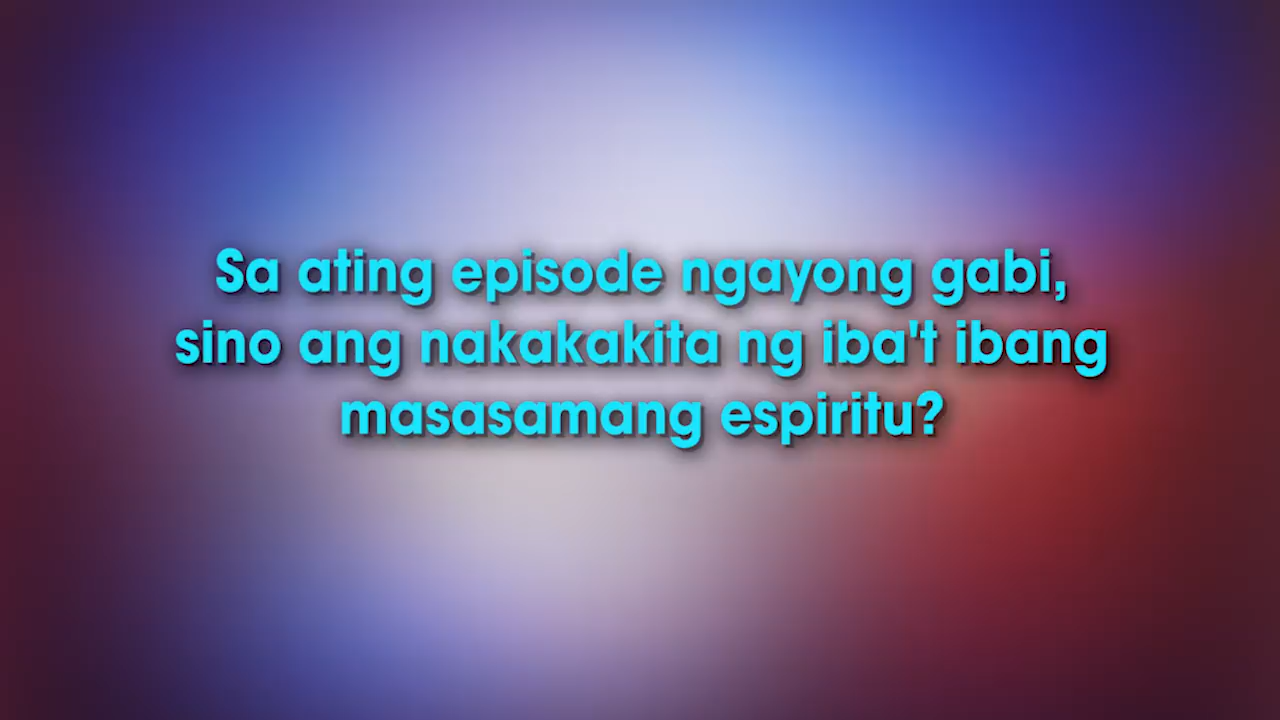 Sa ating episode ngayong gabi,
sino ang nakakakita ng iba't ibang
masasamang espiritu?